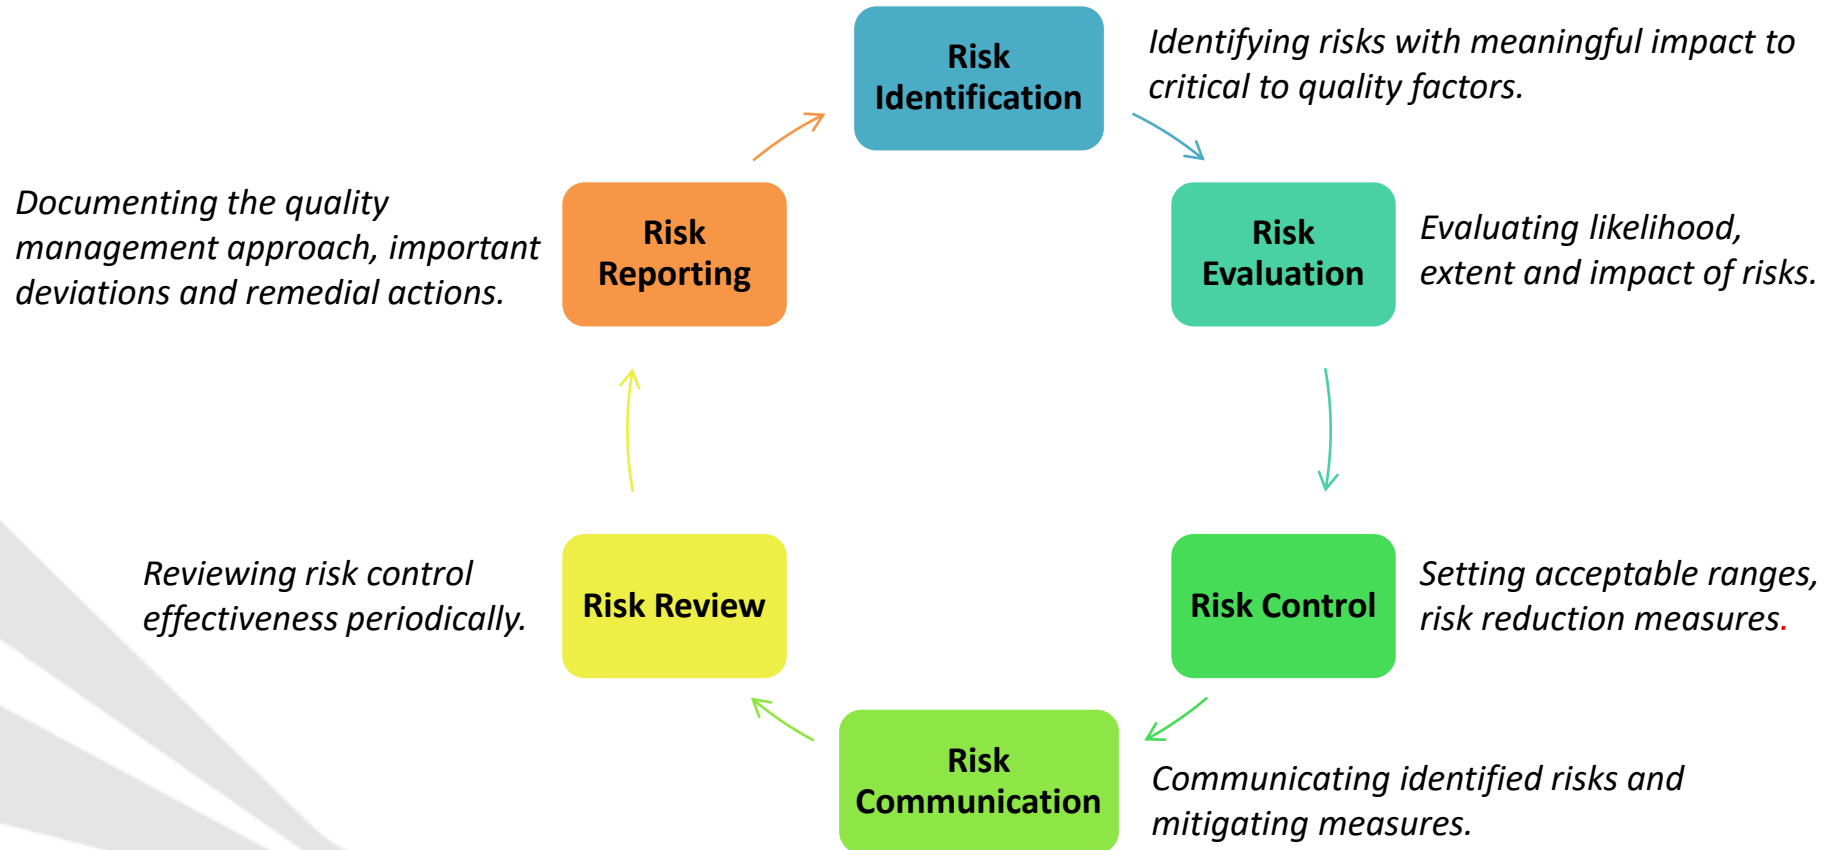 Risk
Identification
Identifying risks with meaningful impact to
critical to quality factors.
Risk
Evaluation
Evaluating likelihood,
extent and impact of risks.
Risk Control
Setting acceptable ranges,
risk reduction measures.
Risk
Communication
Communicating identified risks and
mitigating measures.
Risk Review
Reviewing risk control
effectiveness periodically.
Risk
Reporting
Documenting the quality
management approach, important
deviations and remedial actions.